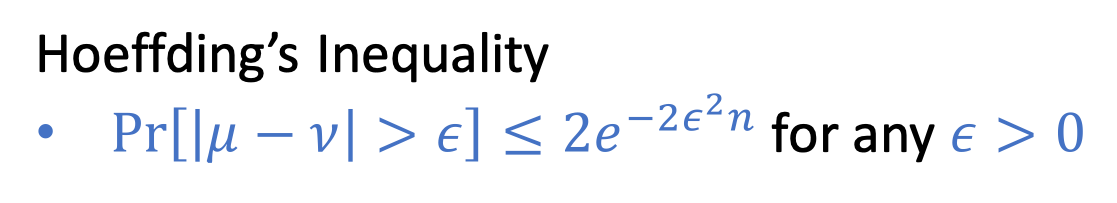 Hoeffding’s Inequality
• Pr[|μ − ν| > ϵ] ≤ 2e^{−2ϵ²n} for any ϵ > 0